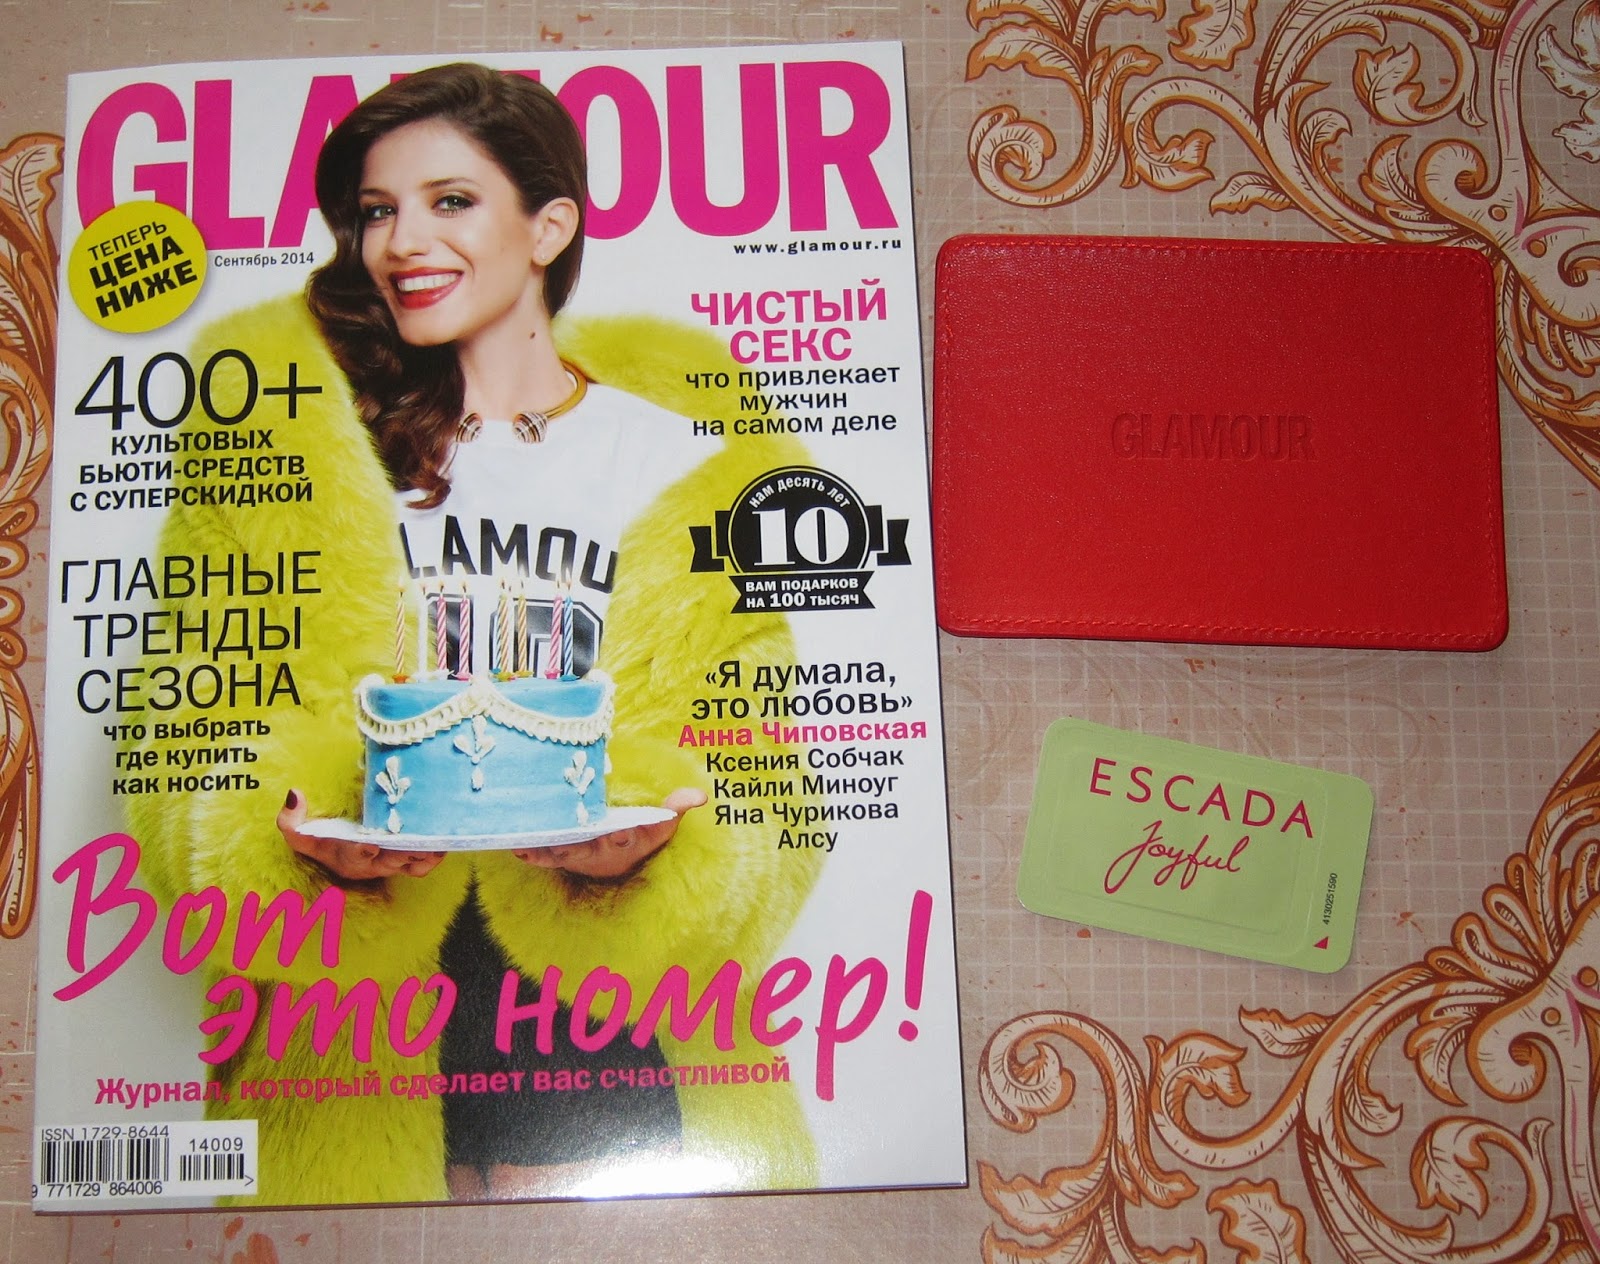 GLAMOUR
www.glamour.ru
Сентябрь 2014
ТЕПЕРЬ
ЦЕНА
НИЖЕ
400+
КУЛЬТОВЫХ
БЬЮТИ-СРЕДСТВ
С СУПЕРСКИДКОЙ
ГЛАВНЫЕ
ТРЕНДЫ
СЕЗОНА
что выбрать
где купить
как носить
ЧИСТЫЙ
СЕКС
что привлекает
мужчин
на самом деле
нам десять лет
10
ВАМ ПОДАРКОВ
НА 100 ТЫСЯЧ
LAMOU
10
«Я думала,
это любовь»
Анна Чиповская
Ксения Собчак
Кайли Миноуг
Яна Чурикова
Алсу
Вот
это номер!
Журнал, который сделает вас счастливой
ISSN 1729-8644
14009
9 771729 864006 >
GLAMOUR
ESCADA
Joyful
4130251590